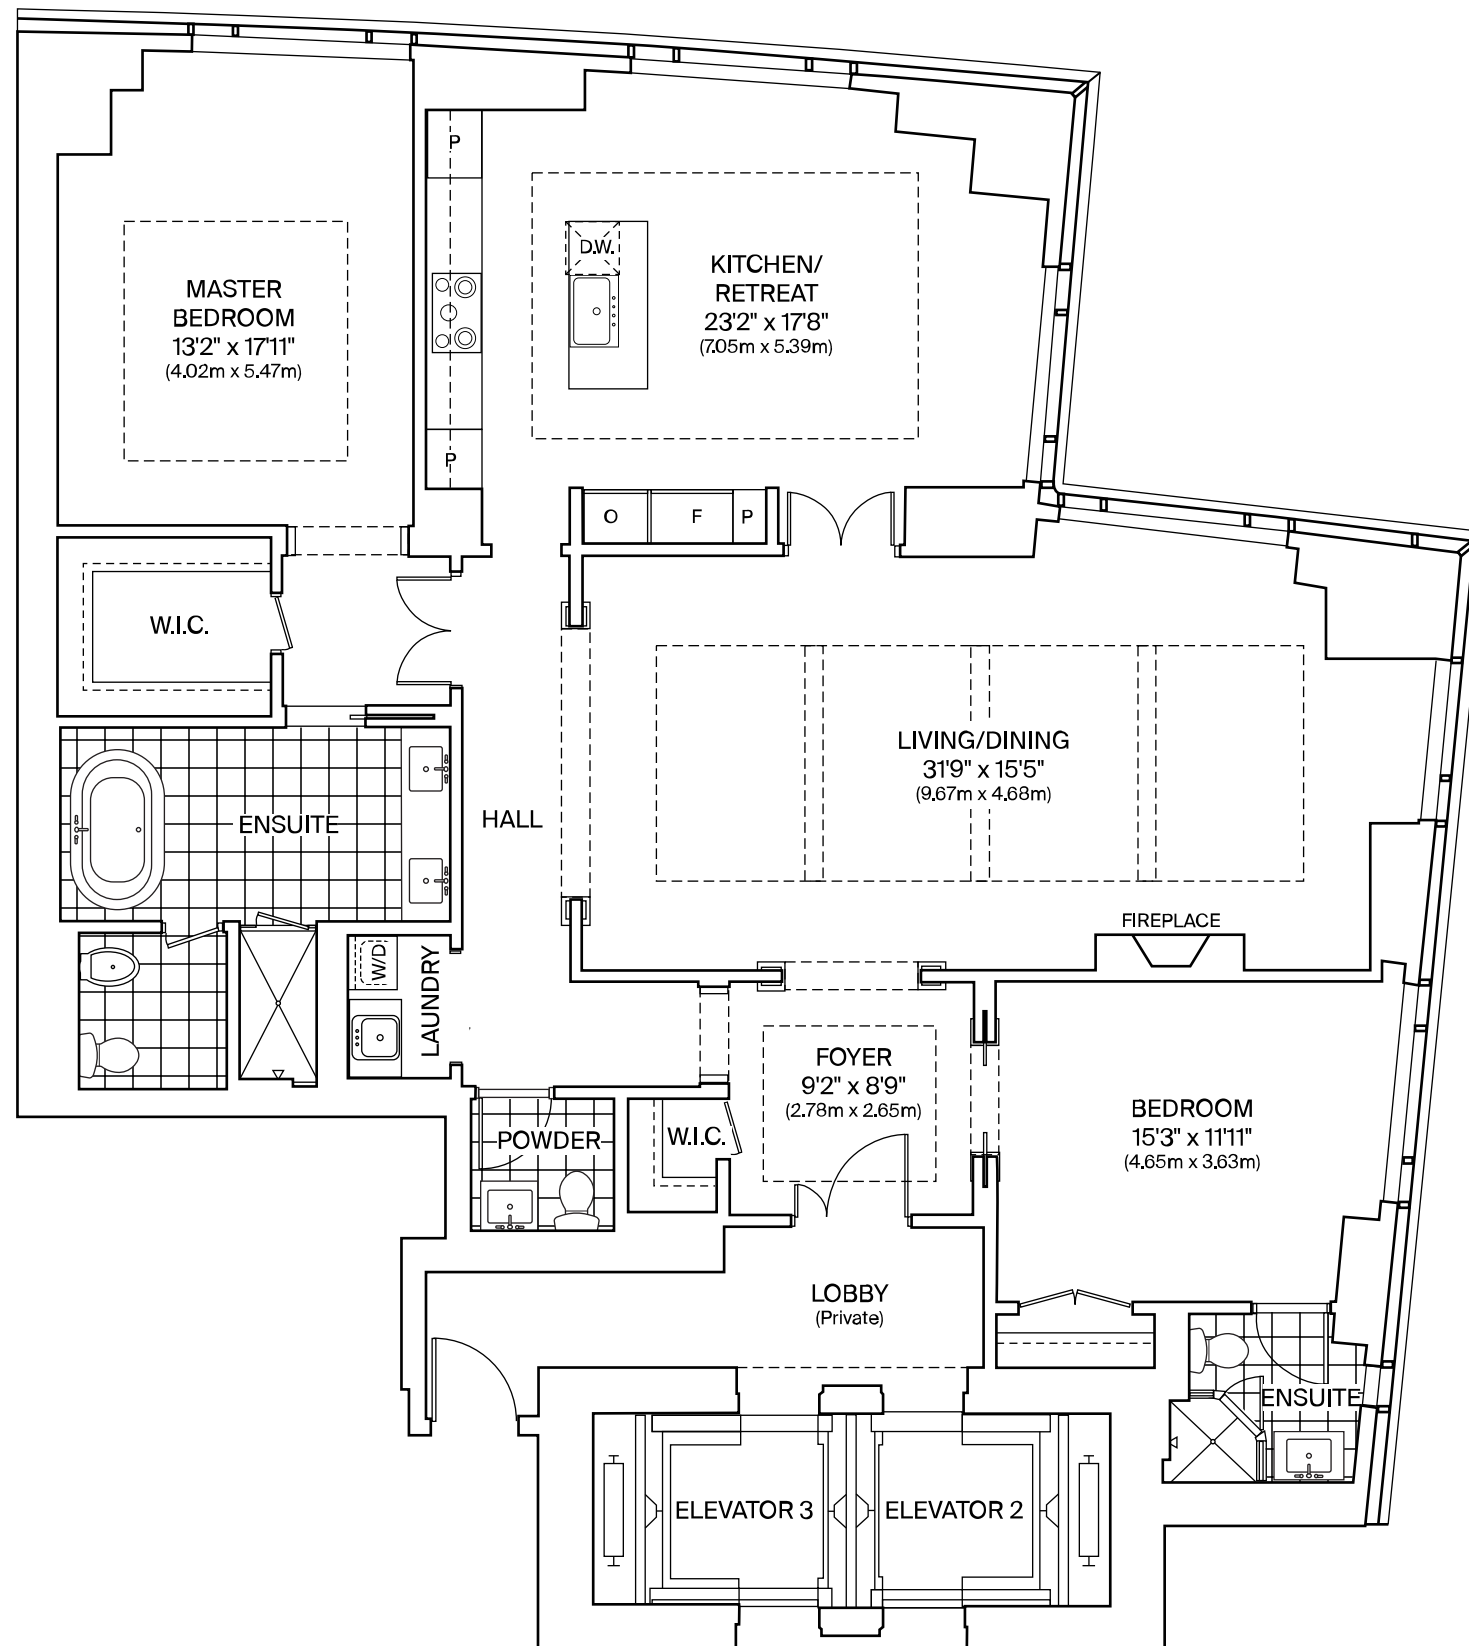 P
D.W.
KITCHEN/
RETREAT
23'2" x 17'8"
(7.05m x 5.39m)
MASTER
BEDROOM
13'2" x 17'11"
(4.02m x 5.47m)
P
O
F
P
W.I.C.
LIVING/DINING
31'9" x 15'5"
(9.67m x 4.68m)
HALL
ENSUITE
FIREPLACE
W/D
LAUNDRY
FOYER
9'2" x 8'9"
(2.78m x 2.65m)
W.I.C.
POWDER
BEDROOM
15'3" x 11'11"
(4.65m x 3.63m)
LOBBY
(Private)
ENSUITE
ELEVATOR 3
ELEVATOR 2